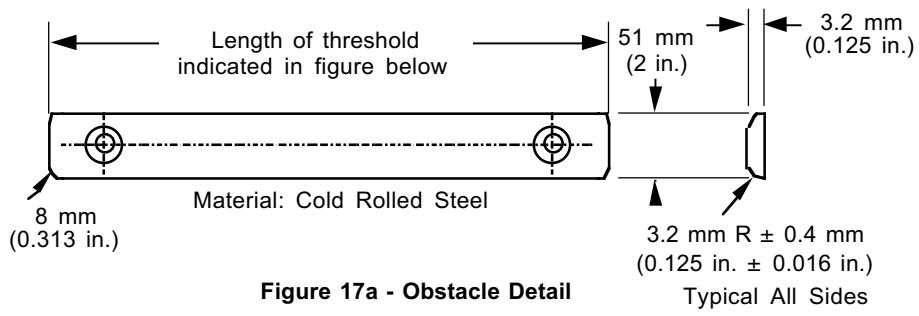 Length of threshold
indicated in figure below
51 mm
(2 in.)
3.2 mm
(0.125 in.)
Material: Cold Rolled Steel
8 mm
(0.313 in.)
3.2 mm R ± 0.4 mm
(0.125 in. ± 0.016 in.)
Typical All Sides
Figure 17a - Obstacle Detail